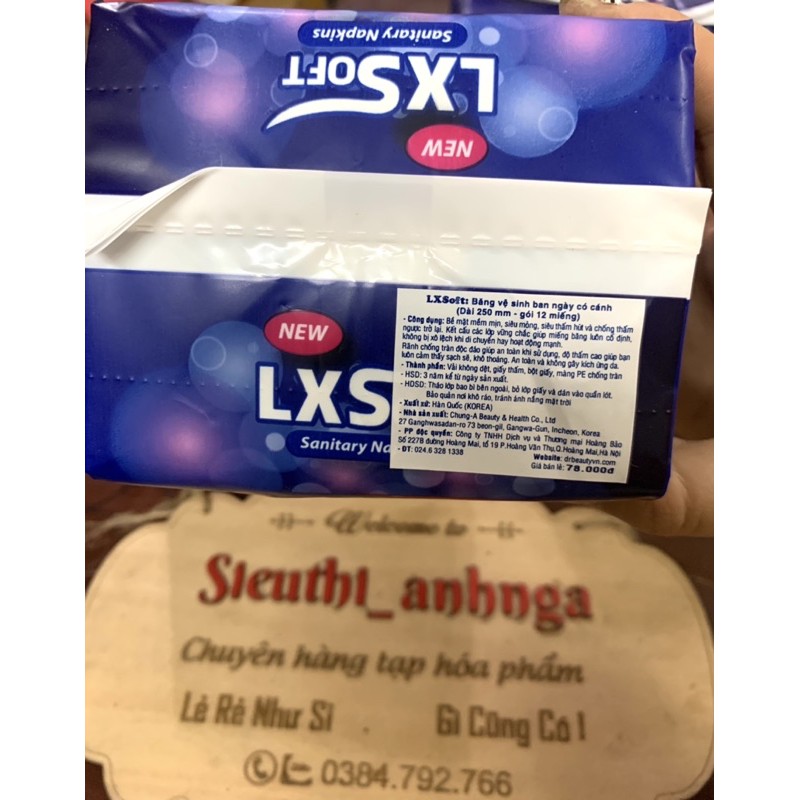 Sanitary Napkins
LXSOFT
NEW
NEW
LXS
Sanitary Na
LXSoft: Băng vệ sinh ban ngày có cánh
(Dài 250 mm - gói 12 miếng)
- Công dụng: Bề mặt mềm mịn, siêu mỏng, siêu thấm hút và chống thấm
ngược trở lại. Kết cấu các lớp vững chắc giúp miếng băng luôn cố định,
không bị xô lệch khi di chuyển hay hoạt động mạnh.
Rãnh chống tràn độc đáo giúp an toàn khi sử dụng, độ thấm cao giúp bạn
luôn cảm thấy sạch sẽ, khô thoáng. An toàn và không gây kích ứng da.
- Thành phần: Vải không dệt, giấy thấm, bột giấy, màng PE chống tràn
- HSD: 3 năm kể từ ngày sản xuất.
- HDSD: Tháo lớp bao bì bên ngoài, bỏ lớp giấy và dán vào quần lót.
Bảo quản nơi khô ráo, tránh ánh nắng mặt trời
- Xuất xứ: Hàn Quốc (KOREA)
- Nhà sản xuất: Chung-A Beauty & Health Co., Ltd
27 Ganghwasadan-ro 73 beon-gil, Gangwa-Gun, Incheon, Korea
- PP độc quyền: Công ty TNHH Dịch vụ và Thương mại Hoàng Bảo
Số 227B đường Hoàng Mai, tổ 19 P.Hoàng Văn Thụ,Q.Hoàng Mai,Hà Nội
- ĐT: 024.6 328 1338 Website: drbeautyvn.com
Giá bán lẻ: 78.000đ
Welcome to
Sieuthi_anhnga
Chuyên hàng tạp hóa phẩm
Lẻ Rẻ Như Sỉ . Gì Cũng Có !
0384.792.766